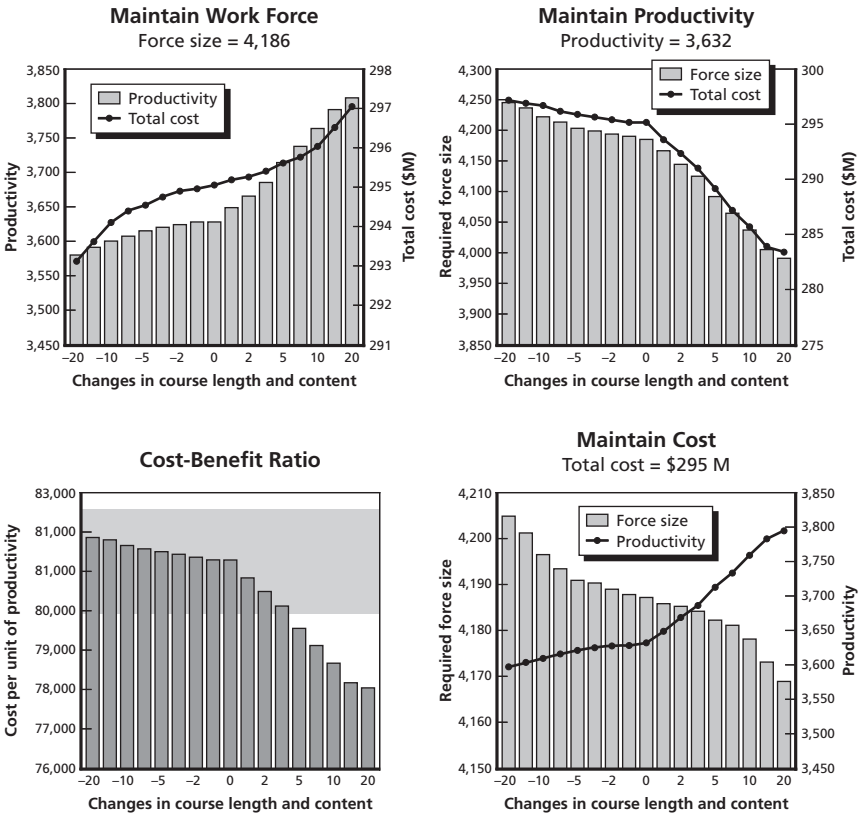 Maintain Work Force
Force size = 4,186
3,850
3,800
3,750
3,700
3,650
3,600
3,550
3,500
3,450
Productivity
Productivity
Total cost
298
297
296
295
294
293
292
291
Total cost ($M)
–20 –10 –5 –2 0 2 5 10 20
Changes in course length and content
Maintain Productivity
Productivity = 3,632
4,300
4,250
4,200
4,150
4,100
4,050
4,000
3,950
3,900
3,850
Required force size
Force size
Total cost
300
295
290
285
280
275
Total cost ($M)
–20 –10 –5 –2 0 2 5 10 20
Changes in course length and content
Cost-Benefit Ratio
83,000
81,000
81,000
80,000
79,000
78,000
77,000
76,000
Cost per unit of productivity
–20 –10 –5 –2 0 2 5 10 20
Changes in course length and content
Maintain Cost
Total cost = $295 M
4,210
4,200
4,190
4,180
4,170
4,160
4,150
Required force size
Force size
Productivity
3,850
3,800
3,750
3,700
3,650
3,600
3,550
3,500
3,450
Productivity
–20 –10 –5 –2 0 2 5 10 20
Changes in course length and content